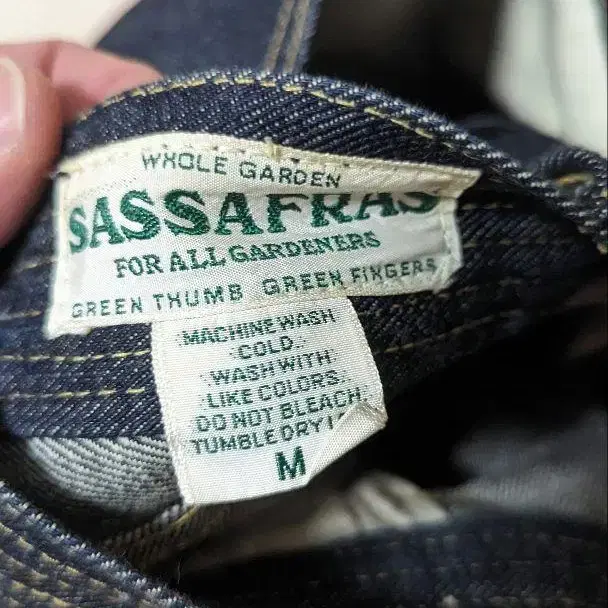 WHOLE GARDEN
SASSAFRAS
FOR ALL GARDENERS
GREEN THUMB GREEN FINGERS
MACHINE WASH
COLD.
WASH WITH
LIKE COLORS.
DO NOT BLEACH.
TUMBLE DRY
M